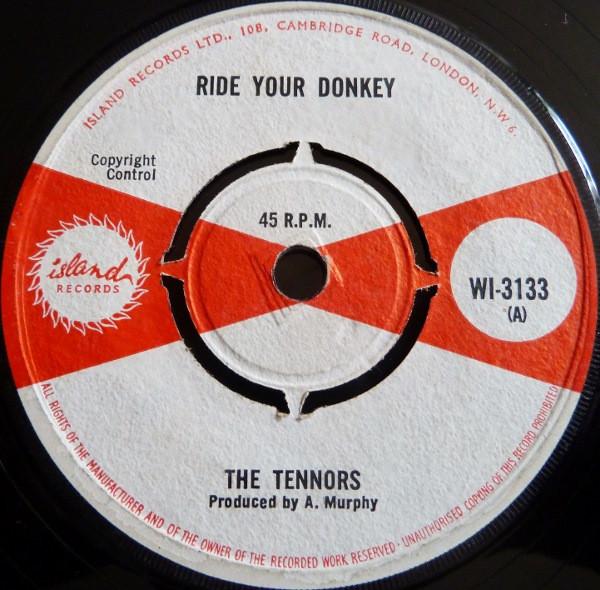 ISLAND RECORDS LTD., 108, CAMBRIDGE ROAD, LONDON, N.W.6.
RIDE YOUR DONKEY
Copyright
Control
45 R.P.M.
island
RECORDS
WI-3133
(A)
THE TENNORS
Produced by A. Murphy
ALL RIGHTS OF THE MANUFACTURER AND OF THE OWNER OF THE RECORDED WORK RESERVED · UNAUTHORISED COPYING OF THIS RECORD PROHIBITED